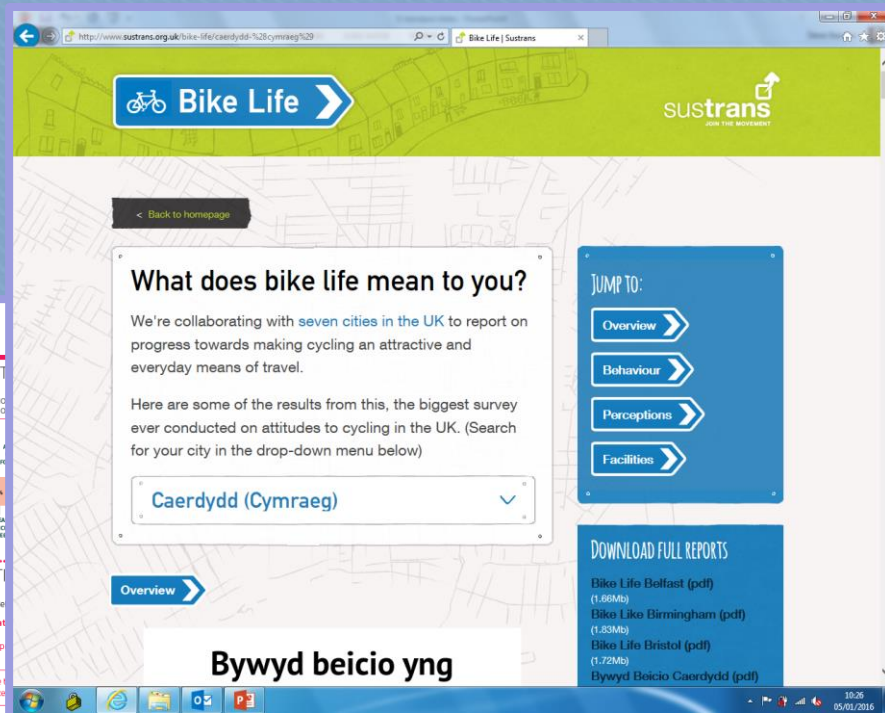 http://www.sustrans.org.uk/bike-life/caerdydd-%28cymraeg%29
Bike Life | Sustrans
Bike Life
sustrans
JOIN THE MOVEMENT
< Back to homepage
What does bike life mean to you?
We're collaborating with seven cities in the UK to report on
progress towards making cycling an attractive and
everyday means of travel.
Here are some of the results from this, the biggest survey
ever conducted on attitudes to cycling in the UK. (Search
for your city in the drop-down menu below)
Caerdydd (Cymraeg)
Overview
Bywyd beicio yng
JUMP TO:
Overview
Behaviour
Perceptions
Facilities
DOWNLOAD FULL REPORTS
Bike Life Belfast (pdf)
(1.66Mb)
Bike Like Birmingham (pdf)
(1.83Mb)
Bike Life Bristol (pdf)
(1.72Mb)
Bywyd Beicio Caerdydd (pdf)
10:26
05/01/2016